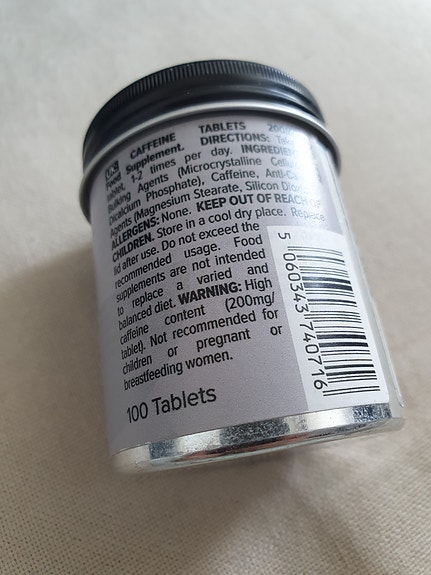 UK CAFFEINE TABLETS
Food Supplement. DIRECTIONS:
tablet, 1-2 times per day.
Bulking Agents (Microcrystalline
Dicalcium Phosphate), Caffeine,
Agents (Magnesium Stearate, Silicon
ALLERGENS: None. KEEP OUT OF REACH OF
CHILDREN. Store in a cool dry place. Replace
lid after use. Do not exceed the
recommended usage. Food
supplements are not intended
to replace a varied and
balanced diet. WARNING: High
caffeine content (200mg/
tablet). Not recommended for
children or pregnant or
breastfeeding women.
100 Tablets
5 060343 740716